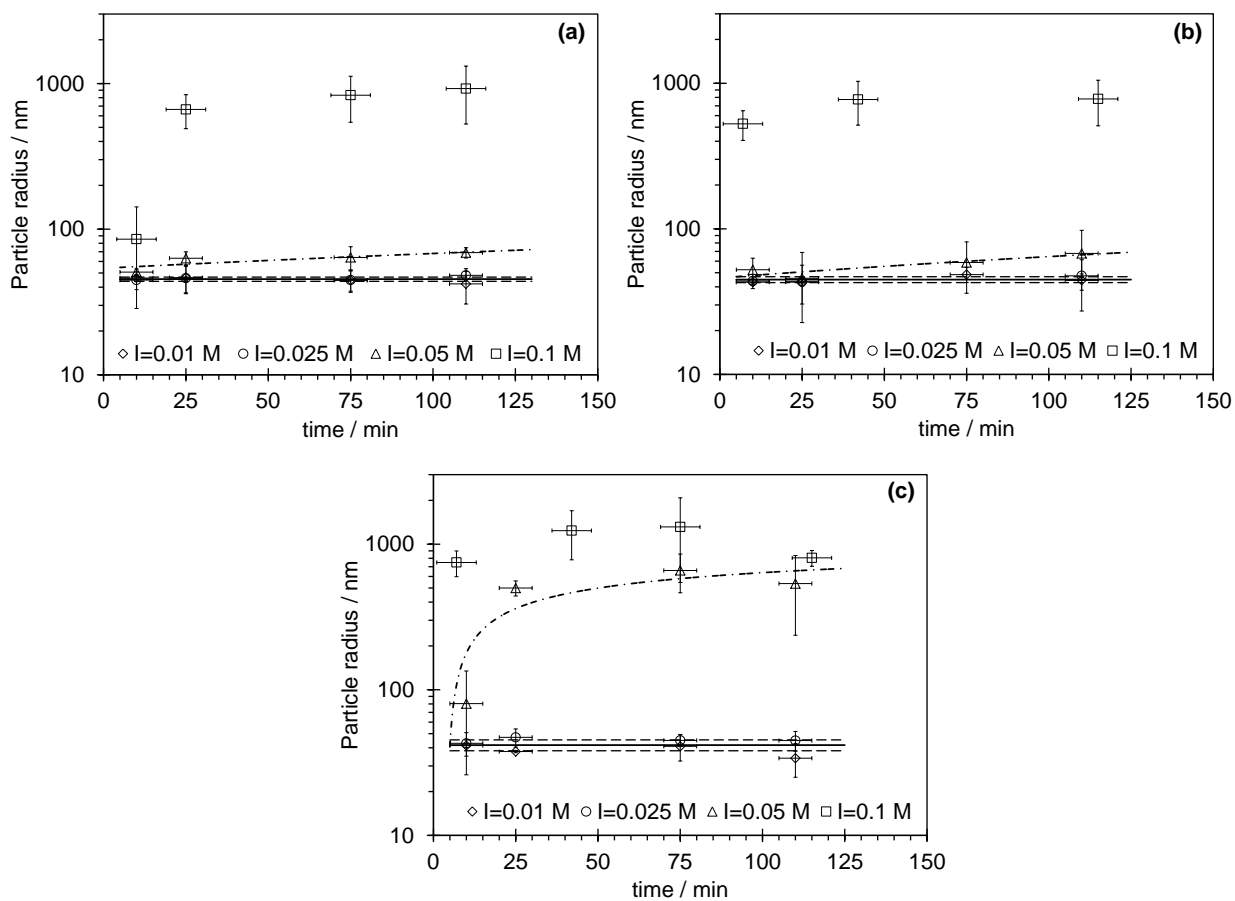 (a)
Particle radius / nm
1000
100
10
I=0.01 M I=0.025 M I=0.05 M I=0.1 M
0 25 50 75 100 125 150
time / min
(b)
Particle radius / nm
1000
100
10
I=0.01 M I=0.025 M I=0.05 M I=0.1 M
0 25 50 75 100 125 150
time / min
(c)
Particle radius / nm
1000
100
10
I=0.01 M I=0.025 M I=0.05 M I=0.1 M
0 25 50 75 100 125 150
time / min